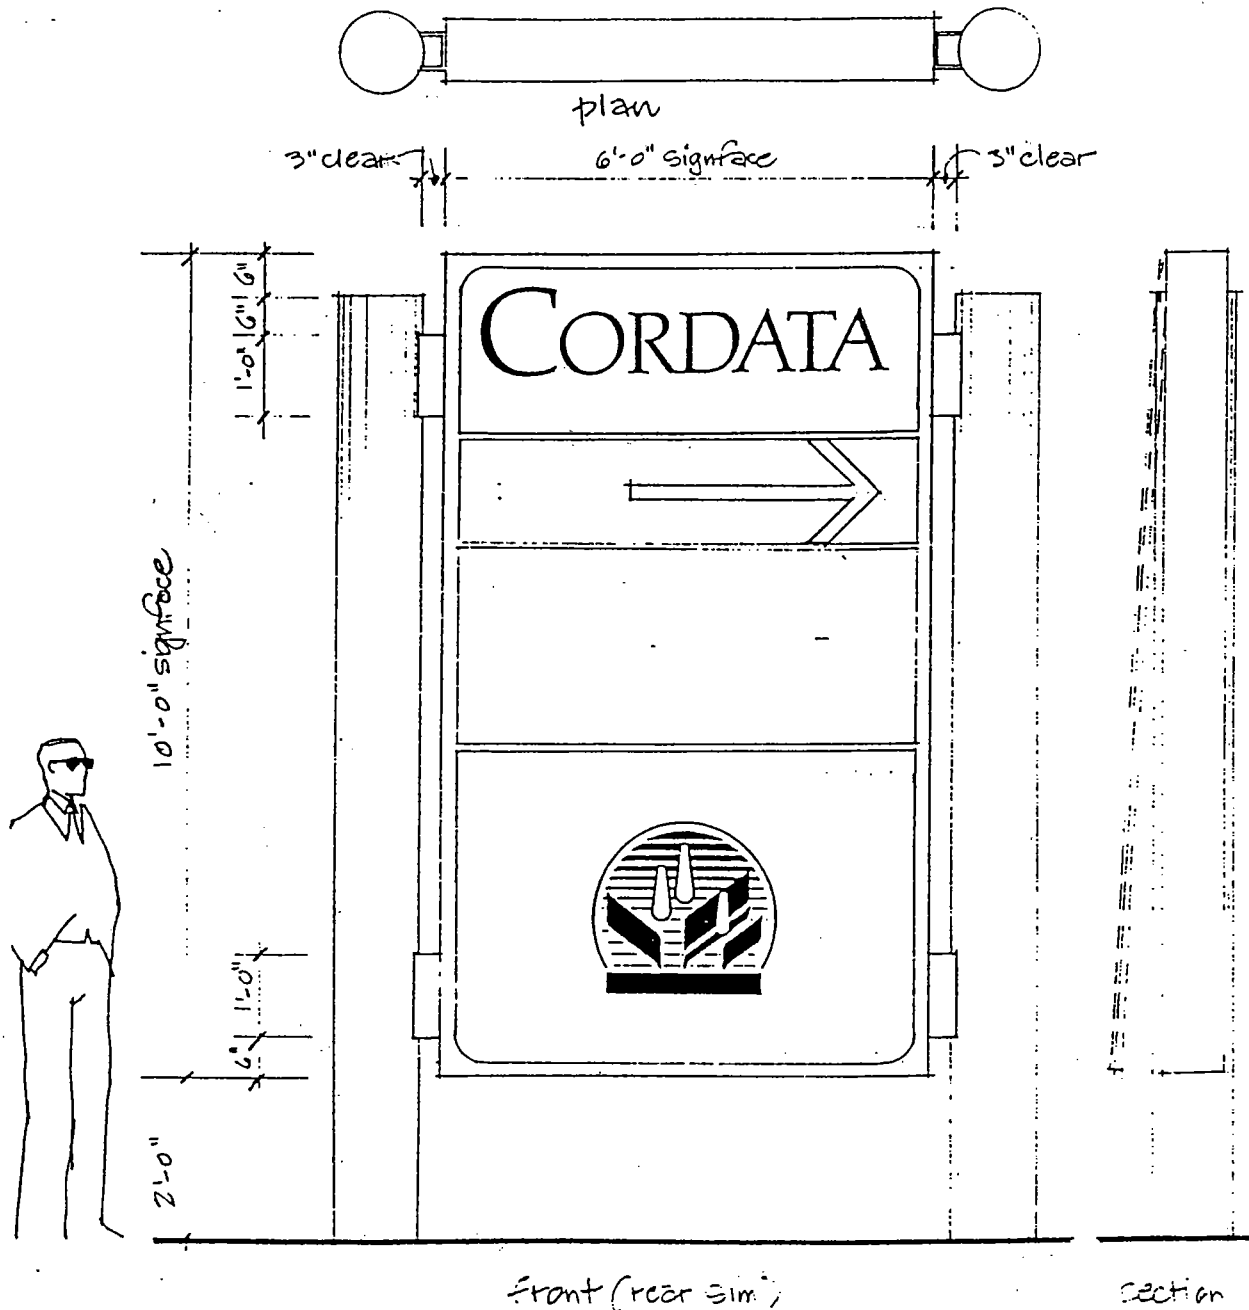 plan
3" clear
6'-0" signface
3" clear
6"
6"
1'-0"
CORDATA
10'-0" signface
1'-0"
6"
2'-0"
front (rear sim)
section